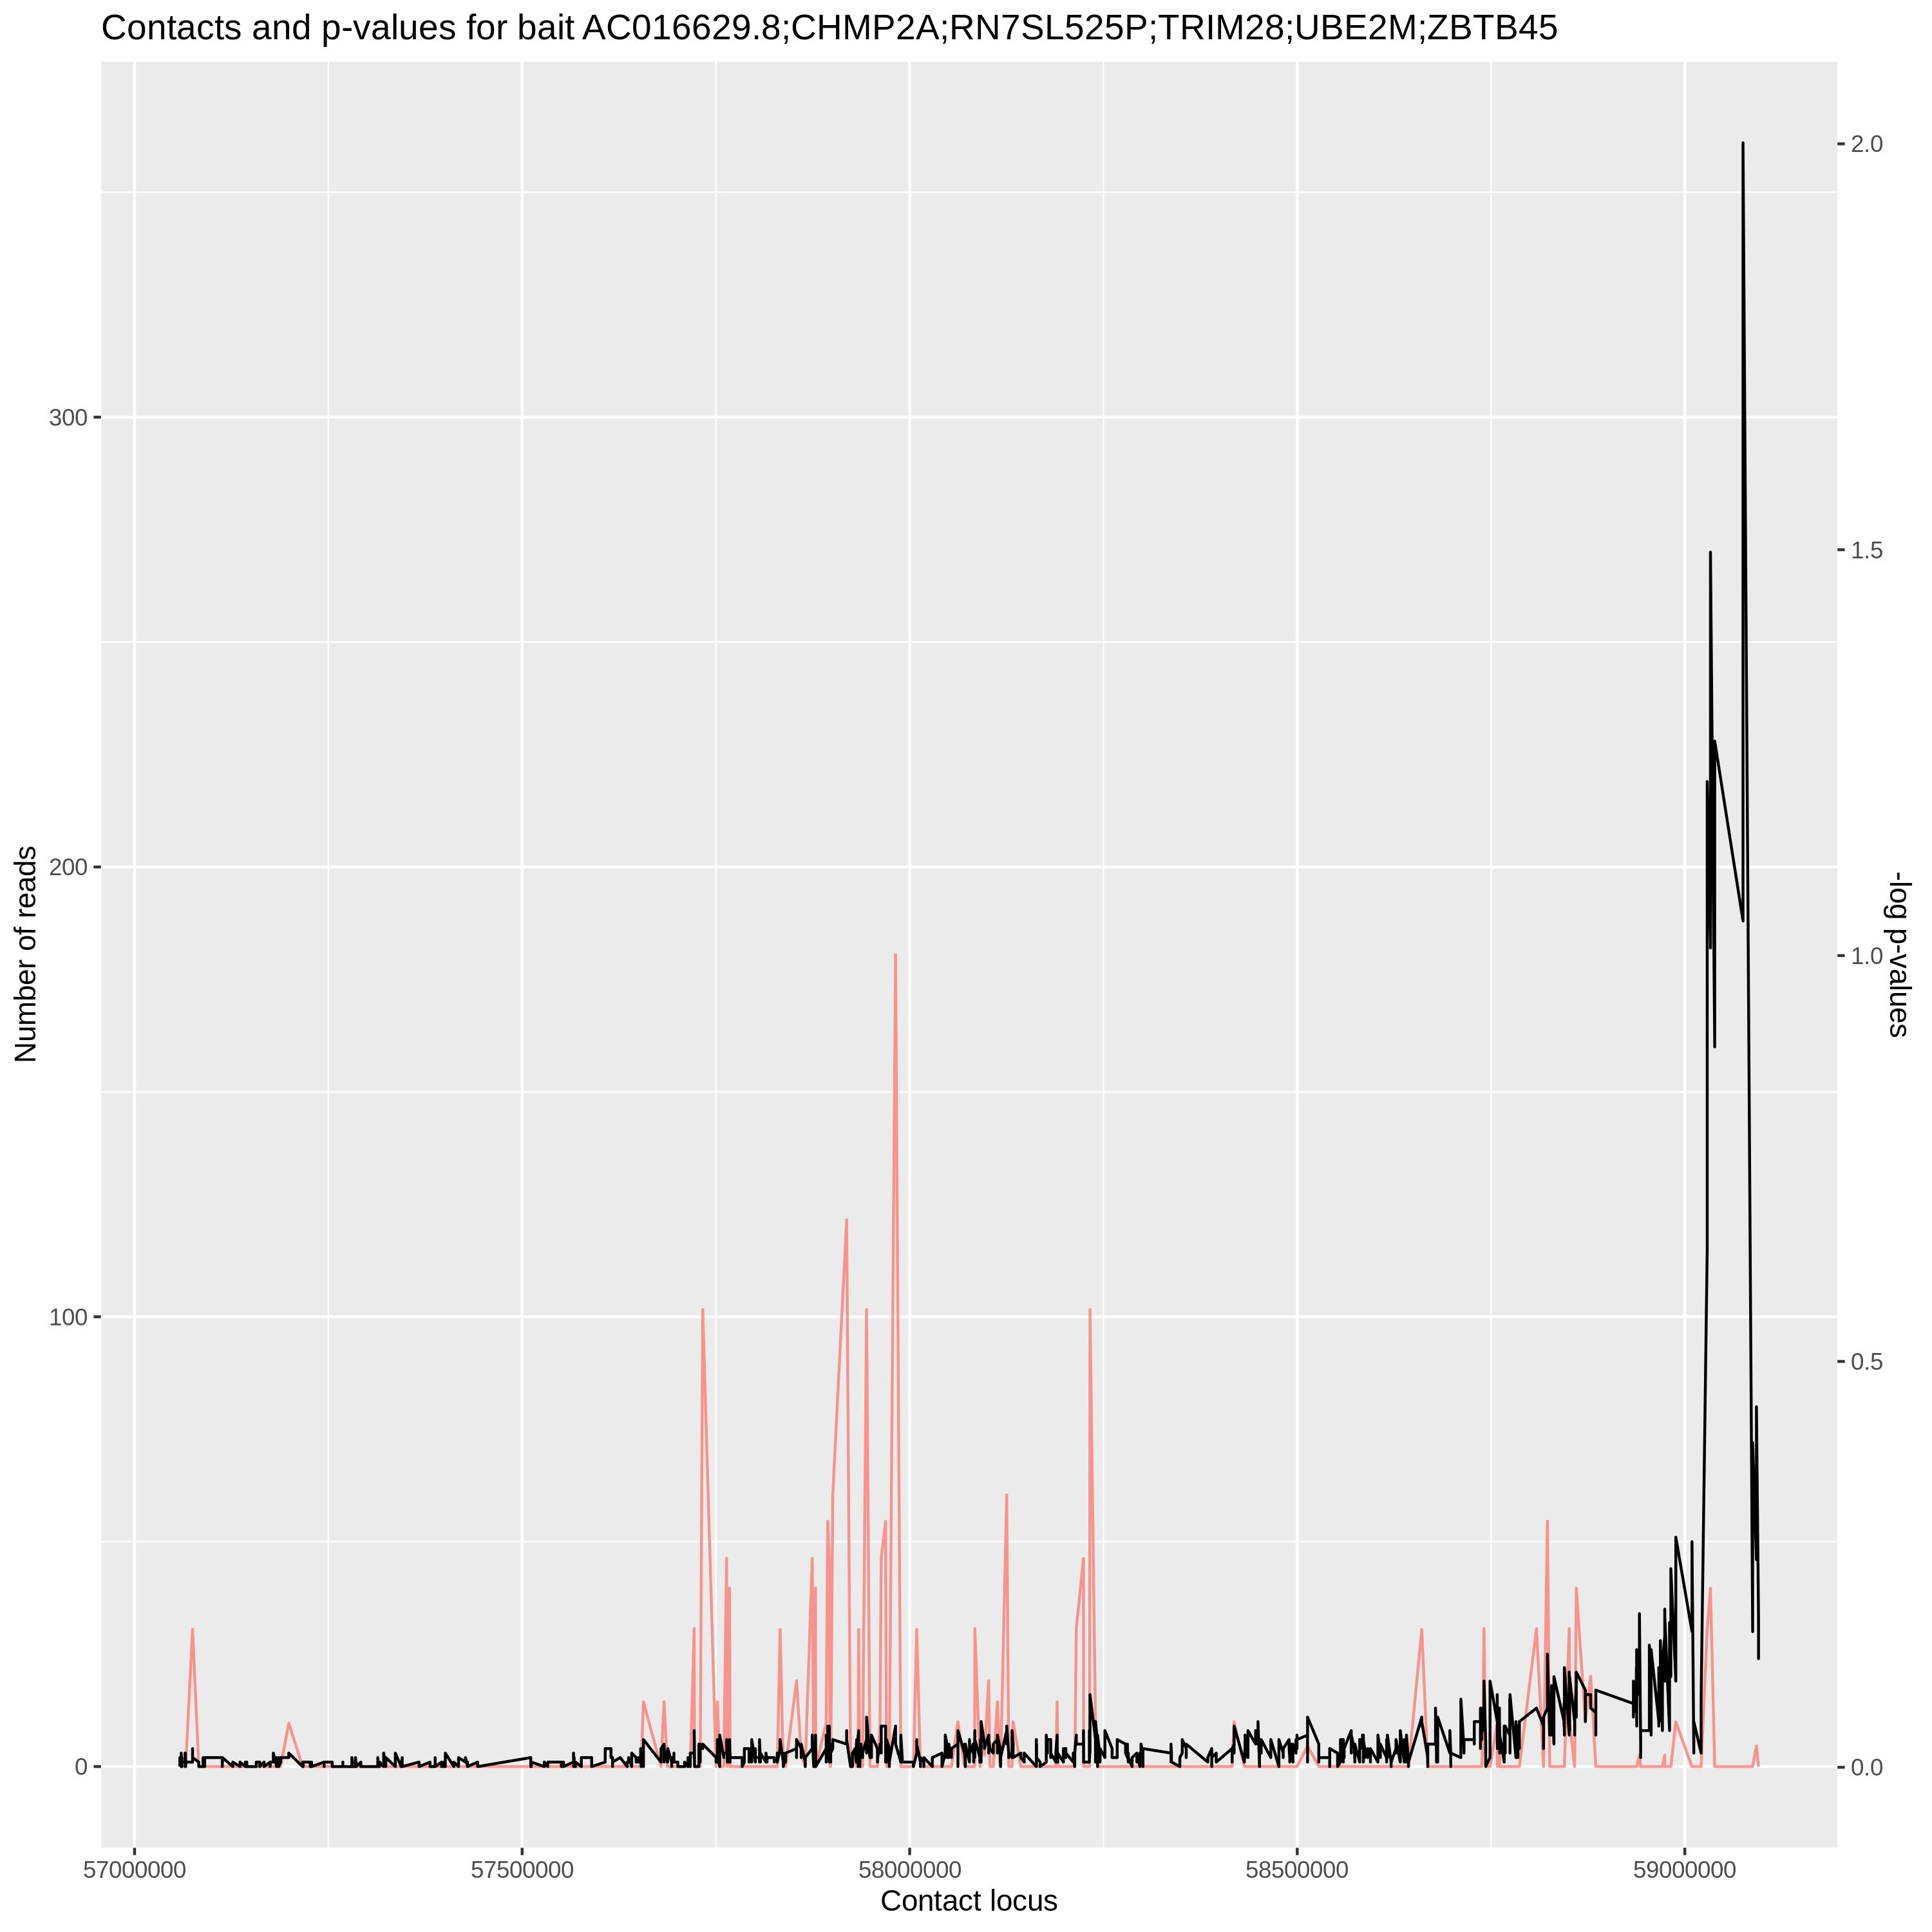 Contacts and p-values for bait AC016629.8;CHMP2A;RN7SL525P;TRIM28;UBE2M;ZBTB45
Number of reads
300
200
100
0
2.0
1.5
1.0
0.5
0.0
-log p-values
57000000 57500000 58000000 58500000 59000000
Contact locus